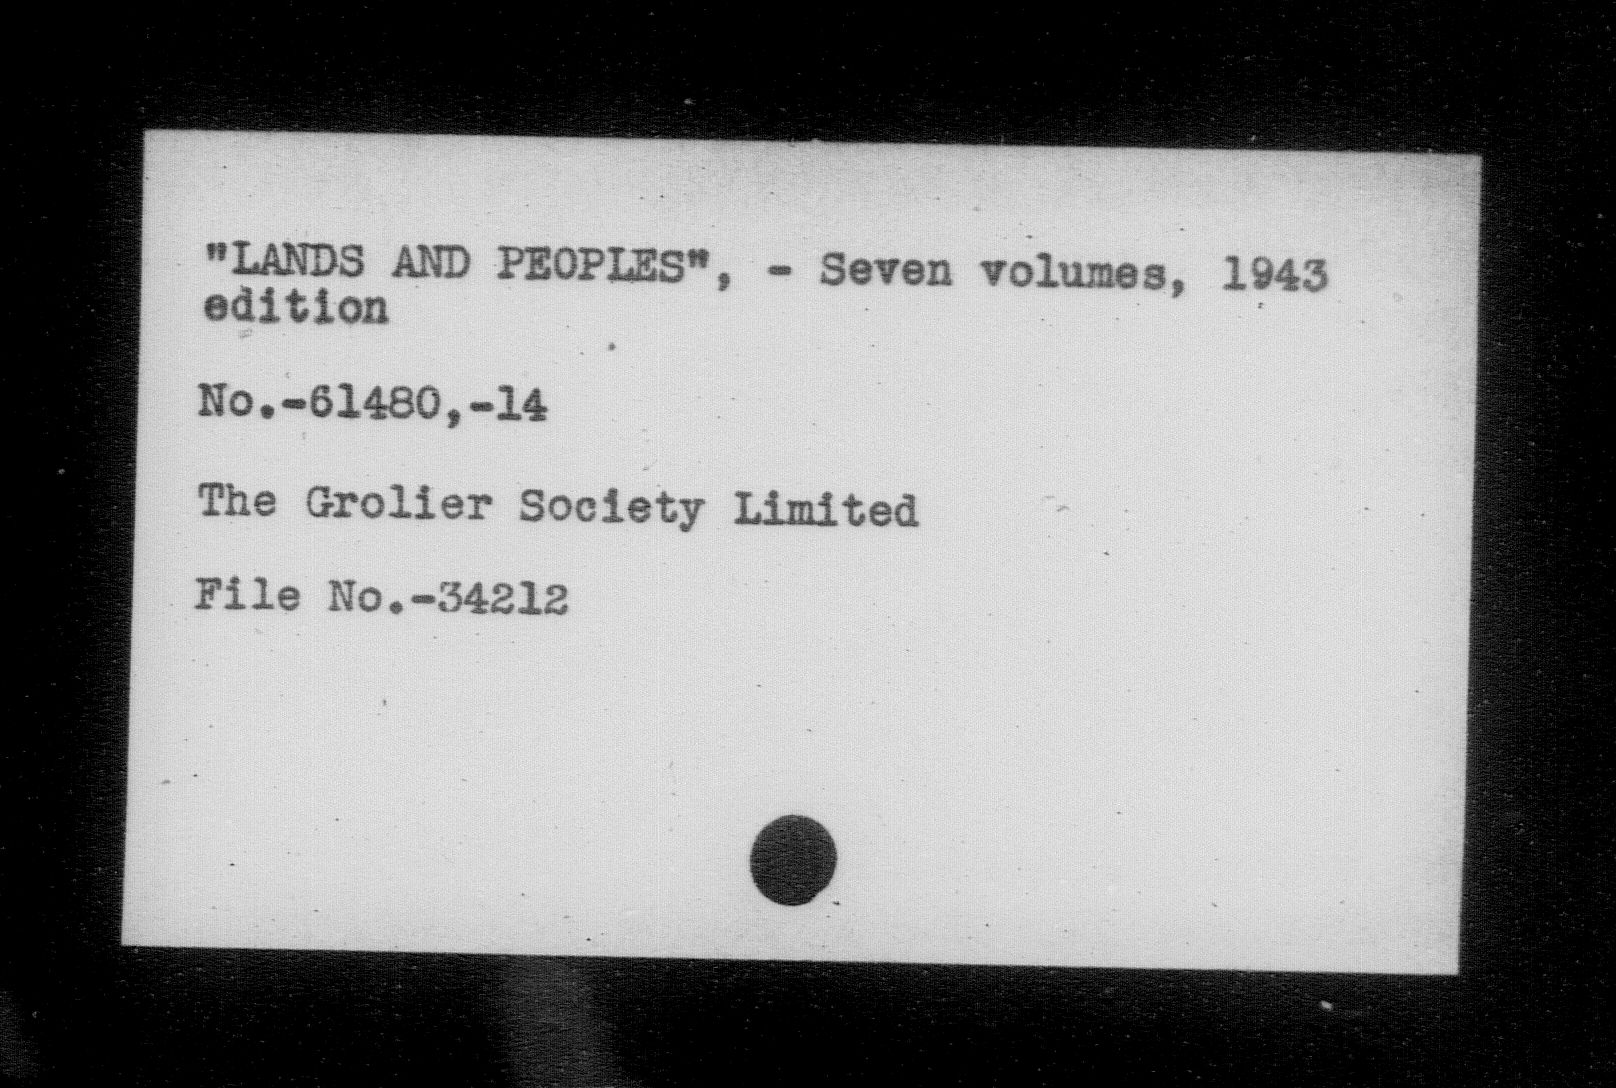 "LANDS AND PEOPLES", - Seven volumes, 1943
edition
No.-61480,-14
The Grolier Society Limited
File No.-34212